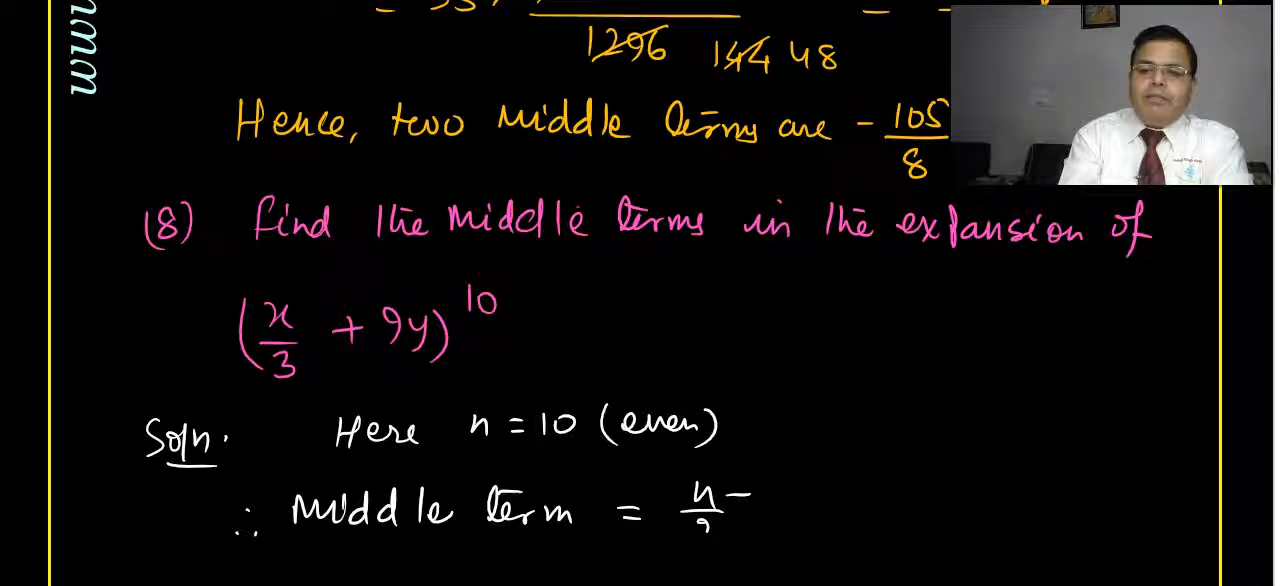 1296 144 48
Hence, two middle terms are - 105/8
(8) Find the middle terms in the expansion of
(x/3 + 9y)^10
Soln. Here n = 10 (even)
∴ Middle term = n/2
www